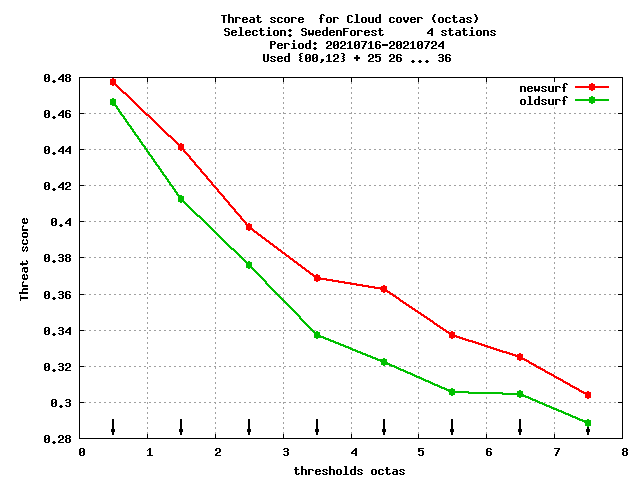 Threat score  for Cloud cover (octas)
Selection: SwedenForest      4 stations
Period: 20210716-20210724
Used {00,12} + 25 26 ... 36
newsurf
oldsurf
0.48
0.46
0.44
0.42
0.4
0.38
0.36
0.34
0.32
0.3
0.28
Threat score
0 1 2 3 4 5 6 7 8
thresholds octas